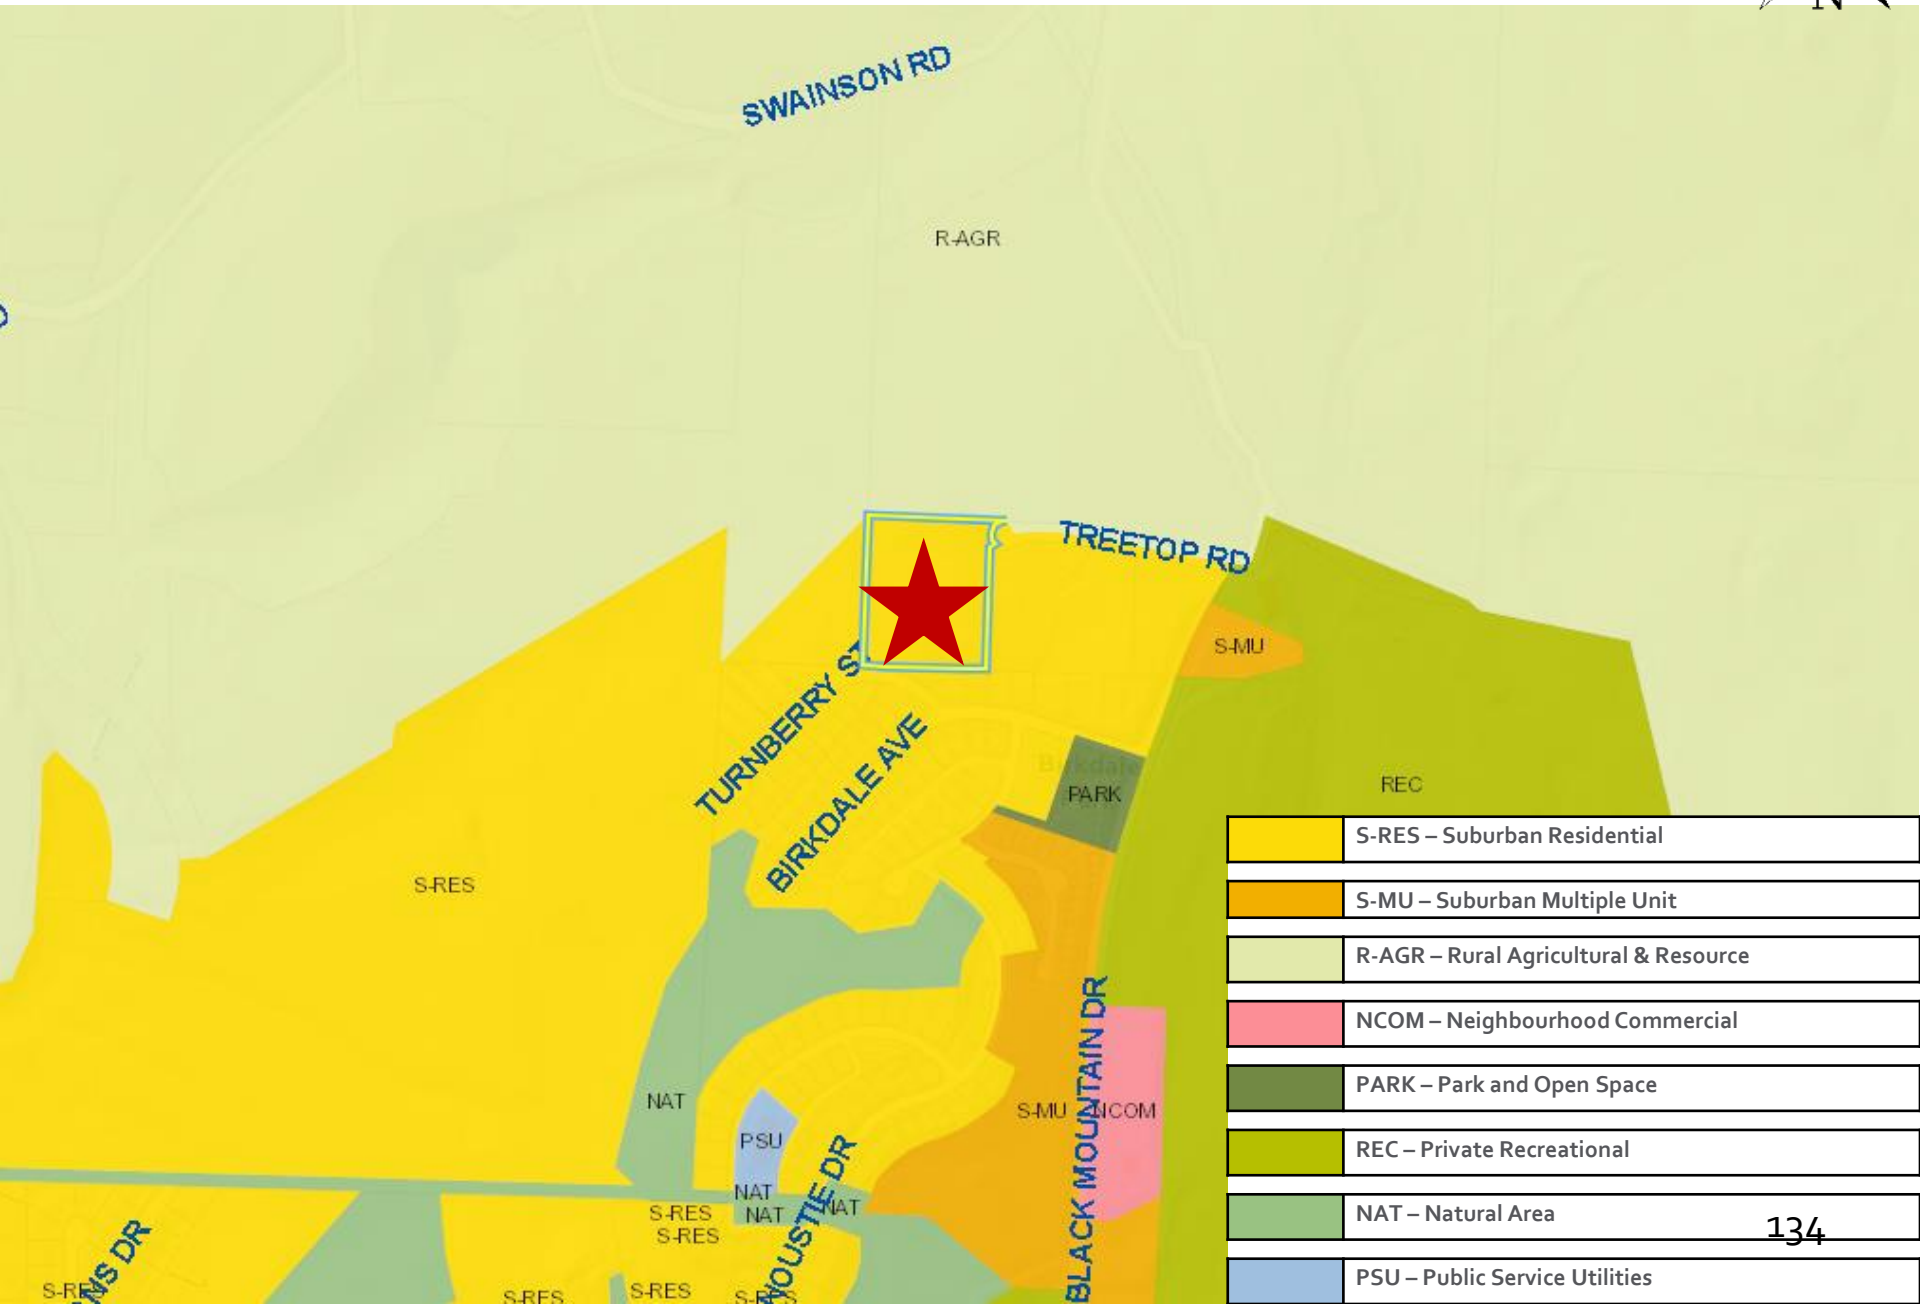 N
SWAINSON RD
R-AGR
TREETOP RD
S-MU
TURNBERRY ST
BIRKDALE AVE
Birkdale
PARK
REC
S-RES
S-RES – Suburban Residential
S-MU – Suburban Multiple Unit
R-AGR – Rural Agricultural & Resource
NCOM – Neighbourhood Commercial
PARK – Park and Open Space
REC – Private Recreational
NAT – Natural Area
PSU – Public Service Utilities
134
BLACK MOUNTAIN DR
NAT
S-MU
NCOM
PSU
NAT
NAT
NAT
S-RES
S-RES
S-RES
S-RES
S-RES
S-RES